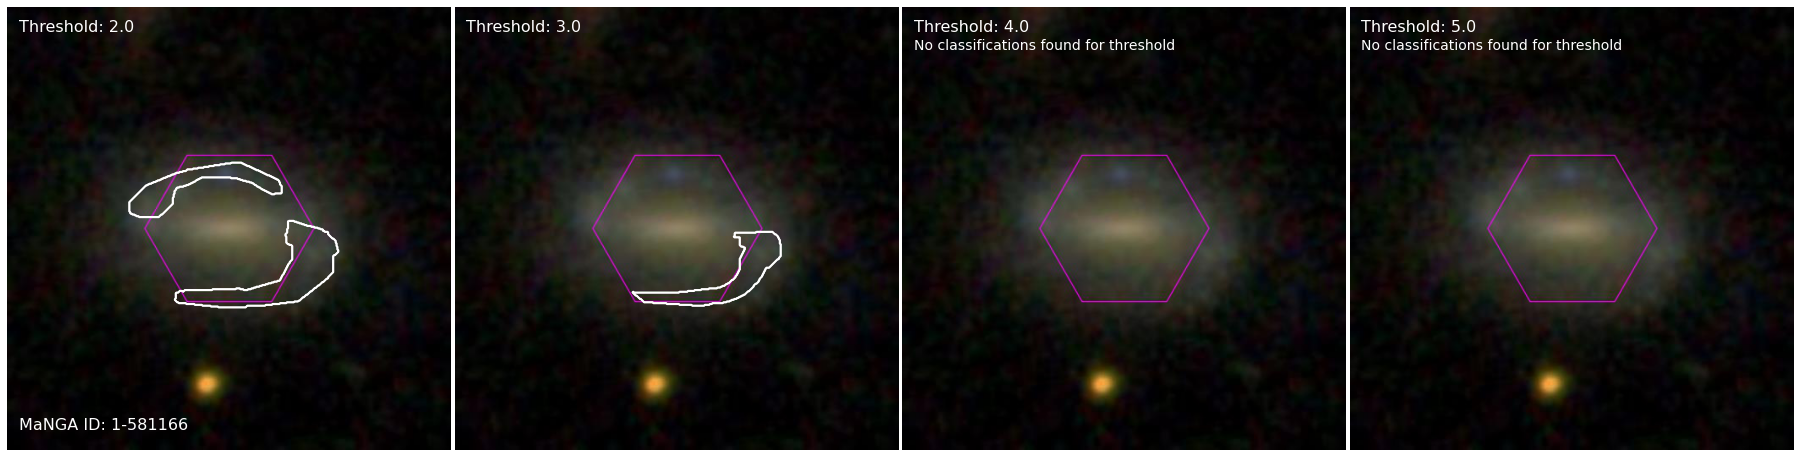 Threshold: 2.0
MaNGA ID: 1-581166
Threshold: 3.0
Threshold: 4.0
No classifications found for threshold
Threshold: 5.0
No classifications found for threshold